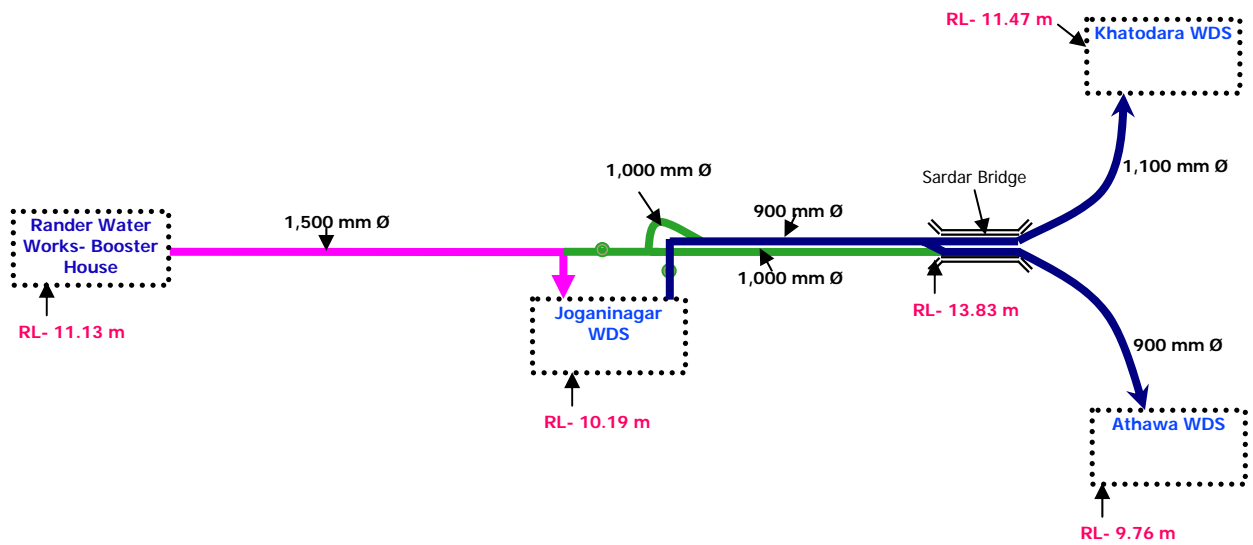 RL- 11.47 m
Khatodara WDS
1,000 mm Ø
1,100 mm Ø
Sardar Bridge
900 mm Ø
1,500 mm Ø
Rander Water
Works- Booster
House
1,000 mm Ø
RL- 13.83 m
Joganinagar
WDS
RL- 11.13 m
900 mm Ø
RL- 10.19 m
Athawa WDS
RL- 9.76 m